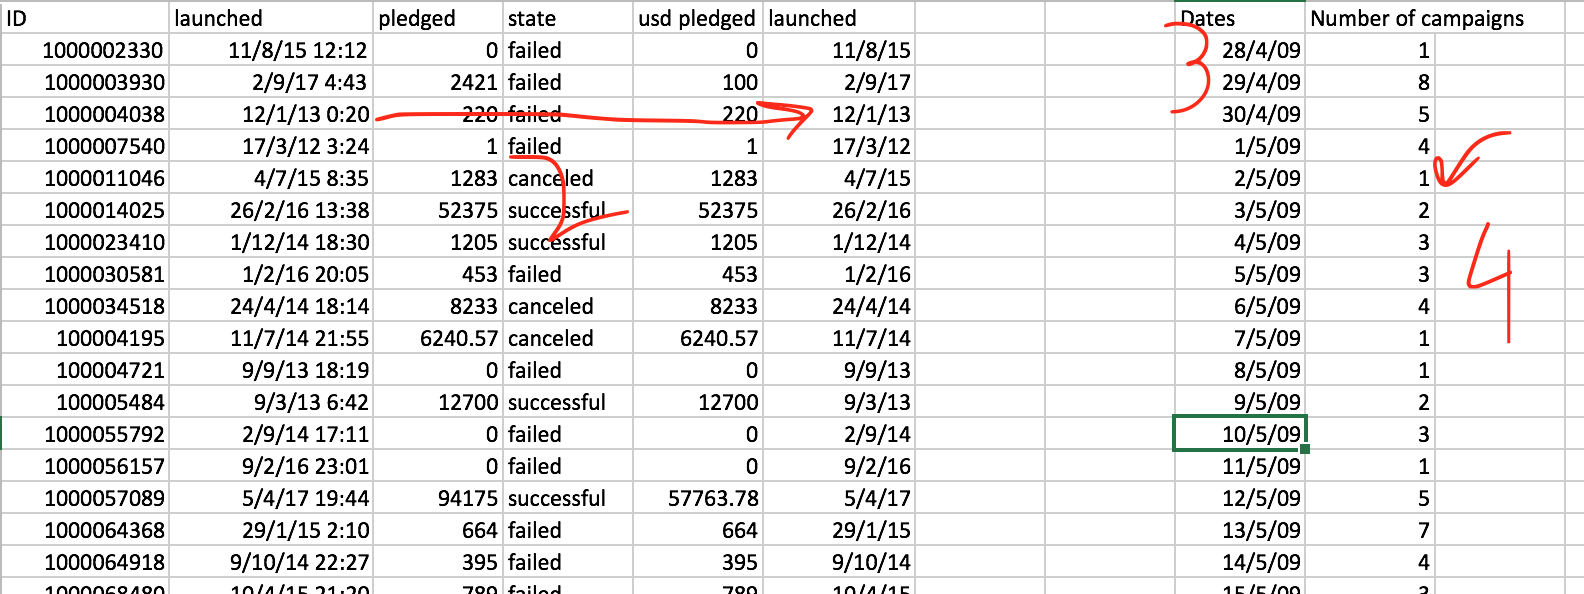 ID launched pledged state usd pledged launched Dates Number of campaigns
1000002330 11/8/15 12:12 0 failed 0 11/8/15 28/4/09 1
1000003930 2/9/17 4:43 2421 failed 100 2/9/17 29/4/09 8
1000004038 12/1/13 0:20 220 failed 220 12/1/13 30/4/09 5
1000007540 17/3/12 3:24 1 failed 1 17/3/12 1/5/09 4
1000011046 4/7/15 8:35 1283 canceled 1283 4/7/15 2/5/09 1
1000014025 26/2/16 13:38 52375 successful 52375 26/2/16 3/5/09 2
1000023410 1/12/14 18:30 1205 successful 1205 1/12/14 4/5/09 3
1000030581 1/2/16 20:05 453 failed 453 1/2/16 5/5/09 3
1000034518 24/4/14 18:14 8233 canceled 8233 24/4/14 6/5/09 4
100004195 11/7/14 21:55 6240.57 canceled 6240.57 11/7/14 7/5/09 1
100004721 9/9/13 18:19 0 failed 0 9/9/13 8/5/09 1
100005484 9/3/13 6:42 12700 successful 12700 9/3/13 9/5/09 2
1000055792 2/9/14 17:11 0 failed 0 2/9/14 10/5/09 3
1000056157 9/2/16 23:01 0 failed 0 9/2/16 11/5/09 1
1000057089 5/4/17 19:44 94175 successful 57763.78 5/4/17 12/5/09 5
1000064368 29/1/15 2:10 664 failed 664 29/1/15 13/5/09 7
1000064918 9/10/14 22:27 395 failed 395 9/10/14 14/5/09 4
1000068480 10/4/15 21:20 789 failed 789 10/4/15 15/5/09
3
4